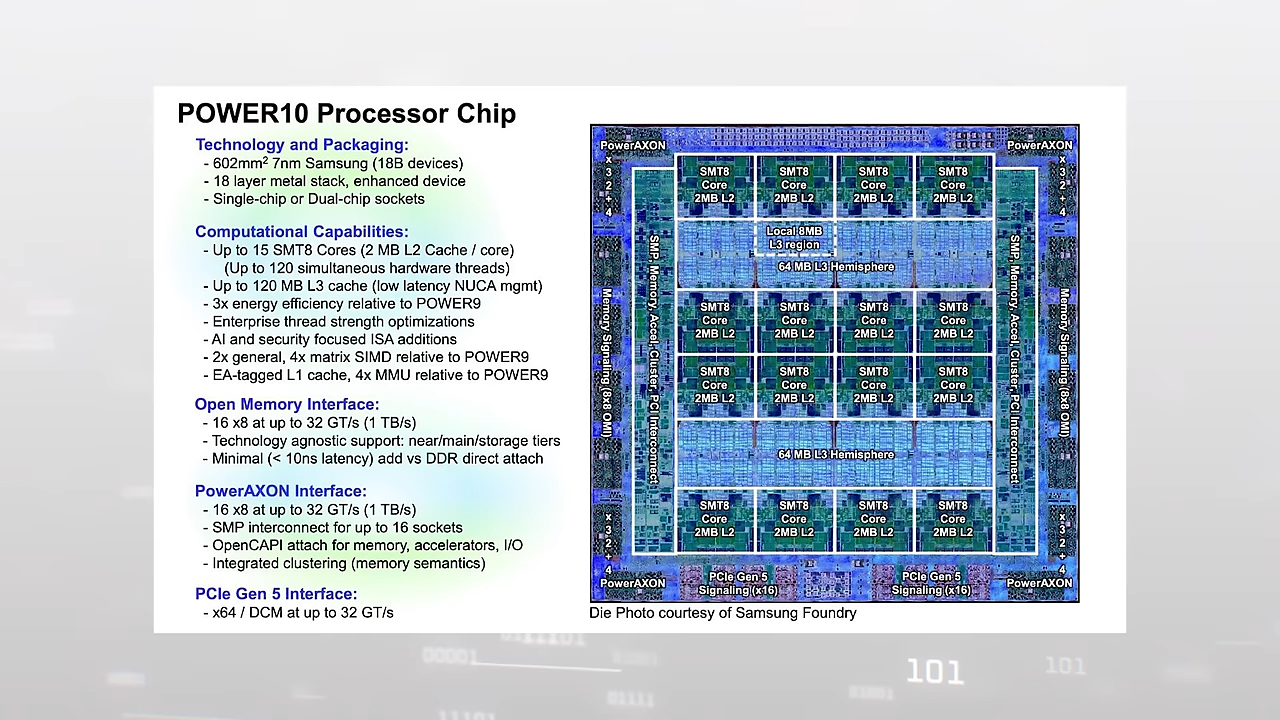 POWER10 Processor Chip
Technology and Packaging:
- 602mm² 7nm Samsung (18B devices)
- 18 layer metal stack, enhanced device
- Single-chip or Dual-chip sockets
Computational Capabilities:
- Up to 15 SMT8 Cores (2 MB L2 Cache / core)
(Up to 120 simultaneous hardware threads)
- Up to 120 MB L3 cache (low latency NUCA mgmt)
- 3x energy efficiency relative to POWER9
- Enterprise thread strength optimizations
- AI and security focused ISA additions
- 2x general, 4x matrix SIMD relative to POWER9
- EA-tagged L1 cache, 4x MMU relative to POWER9
Open Memory Interface:
- 16 x8 at up to 32 GT/s (1 TB/s)
- Technology agnostic support: near/main/storage tiers
- Minimal (< 10ns latency) add vs DDR direct attach
PowerAXON Interface:
- 16 x8 at up to 32 GT/s (1 TB/s)
- SMP interconnect for up to 16 sockets
- OpenCAPI attach for memory, accelerators, I/O
- Integrated clustering (memory semantics)
PCIe Gen 5 Interface:
- x64 / DCM at up to 32 GT/s
PowerAXON
PowerAXON
x32+4
x32+4
SMT8 SMT8 SMT8 SMT8
Core Core Core Core
2MB L2 2MB L2 2MB L2 2MB L2
Local 8MB
L3 region
64 MB L3 Hemisphere
SMP, Memory, Accel, Cluster, PCI Interconnect
SMP, Memory, Accel, Cluster, PCI Interconnect
Memory Signaling (8x8 OMI)
Memory Signaling (8x8 OMI)
SMT8 SMT8 SMT8 SMT8
Core Core Core Core
2MB L2 2MB L2 2MB L2 2MB L2
SMT8 SMT8 SMT8 SMT8
Core Core Core Core
2MB L2 2MB L2 2MB L2 2MB L2
64 MB L3 Hemisphere
SMT8 SMT8 SMT8 SMT8
Core Core Core Core
2MB L2 2MB L2 2MB L2 2MB L2
x32+4
x32+4
PowerAXON
PCIe Gen 5
Signaling (x16)
PCIe Gen 5
Signaling (x16)
PowerAXON
Die Photo courtesy of Samsung Foundry
101
101
01111